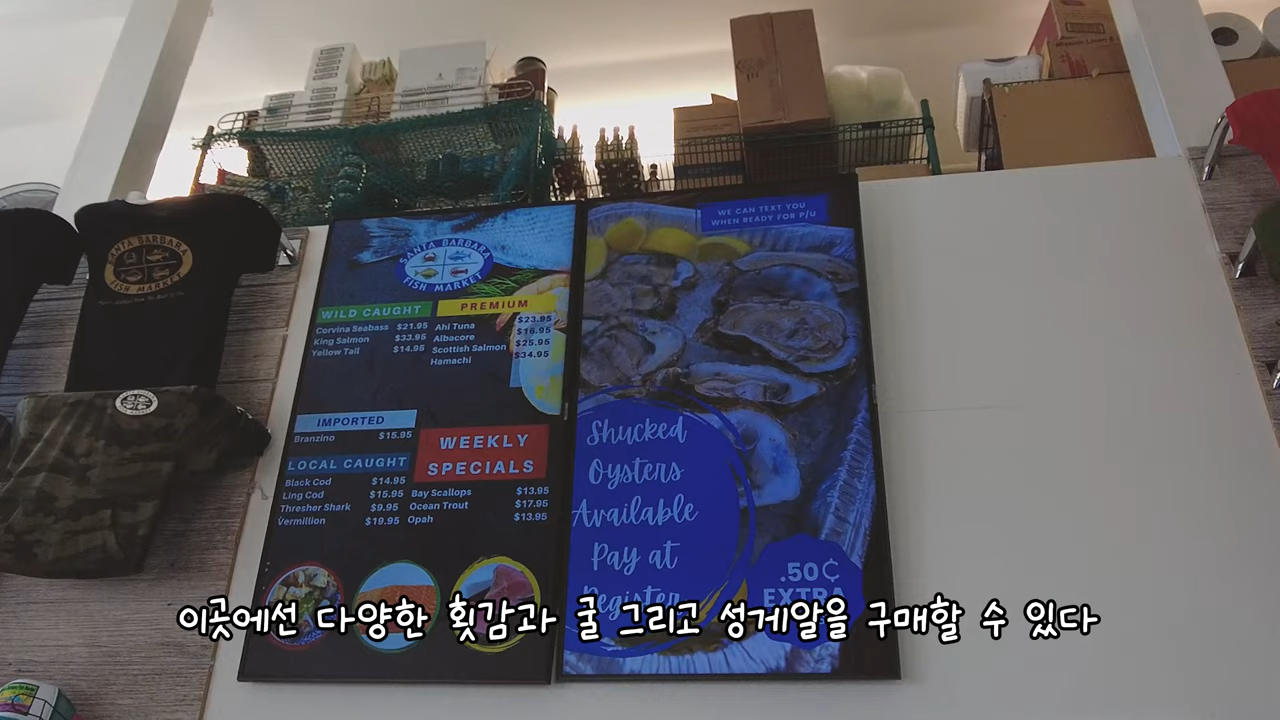 WE CAN TEXT YOU
WHEN READY FOR P/U
SANTA BARBARA
FISH MARKET
SANTA BARBARA
FISH MARKET
WILD CAUGHT
Corvina Seabass $21.95
King Salmon $33.95
Yellow Tail $14.95
PREMIUM
Ahi Tuna $23.95
Albacore $16.95
Scottish Salmon $25.95
Hamachi $34.95
IMPORTED
Branzino $15.95
LOCAL CAUGHT
Black Cod $14.95
Ling Cod $15.95
Thresher Shark $9.95
Vermillion $19.95
WEEKLY
SPECIALS
Bay Scallops $13.95
Ocean Trout $17.95
Opah $13.95
Shucked
Oysters
Available
Pay at
Register
.50¢
EXTRA
이곳에선 다양한 횟감과 굴 그리고 성게알을 구매할 수 있다